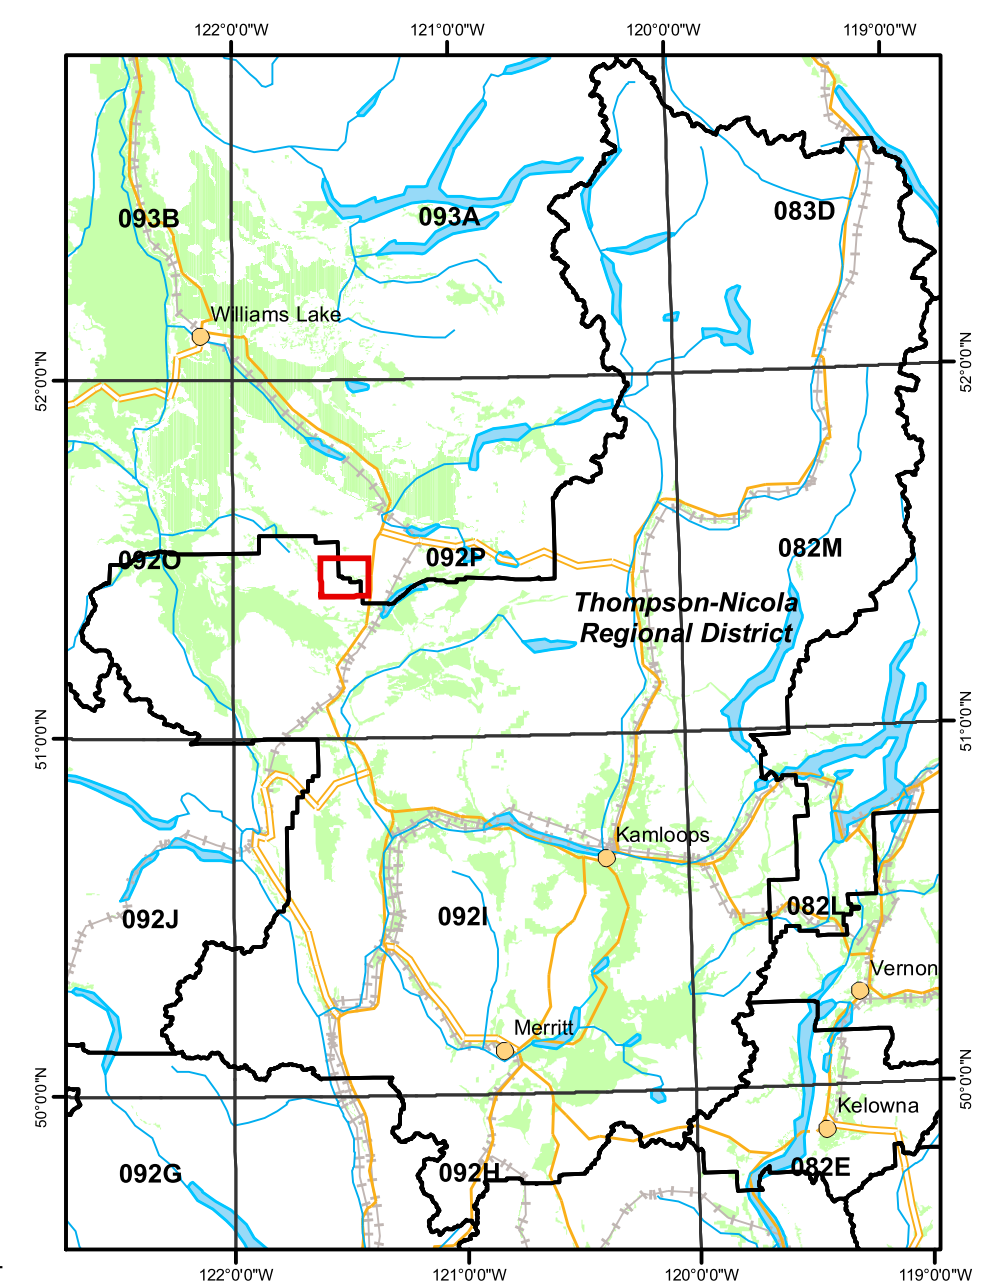 122°0'0"W
121°0'0"W
120°0'0"W
119°0'0"W
093B
093A
083D
Williams Lake
52°0'0"N
52°0'0"N
092O
092P
082M
Thompson-Nicola
Regional District
51°0'0"N
51°0'0"N
Kamloops
092J
092I
082L
Vernon
Merritt
50°0'0"N
50°0'0"N
Kelowna
092G
092H
082E
122°0'0"W
121°0'0"W
120°0'0"W
119°0'0"W